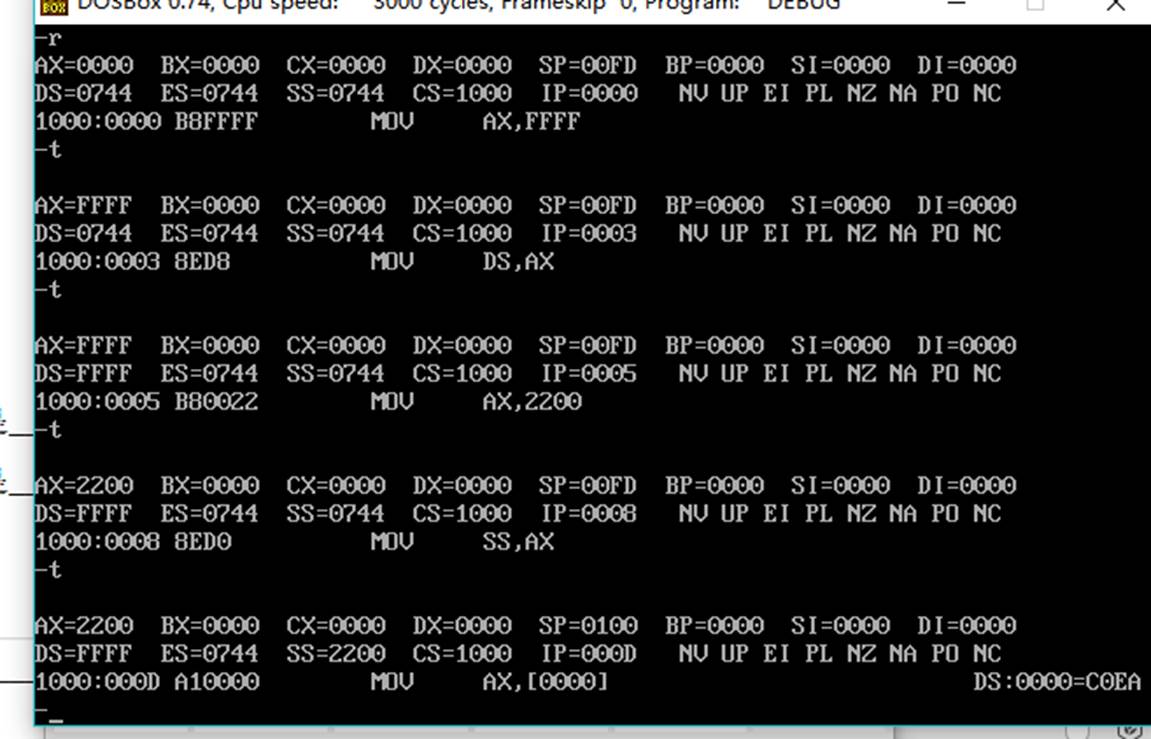 DOSBox 0.74, Cpu speed: 3000 cycles, Frameskip 0, Program: DEBUG
-r
AX=0000 BX=0000 CX=0000 DX=0000 SP=00FD BP=0000 SI=0000 DI=0000
DS=0744 ES=0744 SS=0744 CS=1000 IP=0000 NV UP EI PL NZ NA PO NC
1000:0000 B8FFFF MOV AX,FFFF
-t
AX=FFFF BX=0000 CX=0000 DX=0000 SP=00FD BP=0000 SI=0000 DI=0000
DS=0744 ES=0744 SS=0744 CS=1000 IP=0003 NV UP EI PL NZ NA PO NC
1000:0003 8ED8 MOV DS,AX
-t
AX=FFFF BX=0000 CX=0000 DX=0000 SP=00FD BP=0000 SI=0000 DI=0000
DS=FFFF ES=0744 SS=0744 CS=1000 IP=0005 NV UP EI PL NZ NA PO NC
1000:0005 B80022 MOV AX,2200
-t
AX=2200 BX=0000 CX=0000 DX=0000 SP=00FD BP=0000 SI=0000 DI=0000
DS=FFFF ES=0744 SS=0744 CS=1000 IP=0008 NV UP EI PL NZ NA PO NC
1000:0008 8ED0 MOV SS,AX
-t
AX=2200 BX=0000 CX=0000 DX=0000 SP=0100 BP=0000 SI=0000 DI=0000
DS=FFFF ES=0744 SS=2200 CS=1000 IP=000D NV UP EI PL NZ NA PO NC
1000:000D A10000 MOV AX,[0000] DS:0000=C0EA
-_